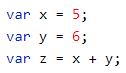 var x = 5;
var y = 6;
var z = x + y;